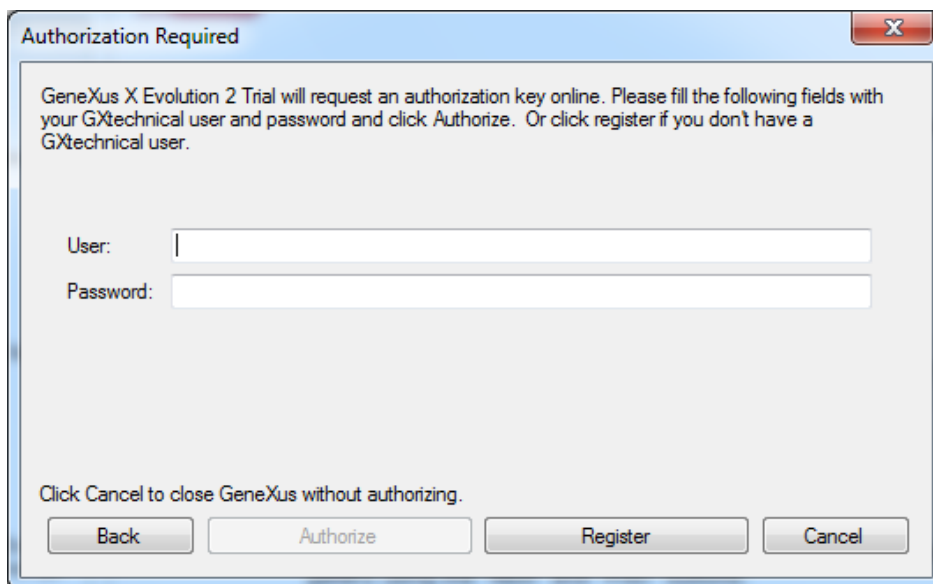 Authorization Required
GeneXus X Evolution 2 Trial will request an authorization key online. Please fill the following fields with
your GXtechnical user and password and click Authorize.  Or click register if you don't have a
GXtechnical user.
User:
Password:
Click Cancel to close GeneXus without authorizing.
Back Authorize Register Cancel